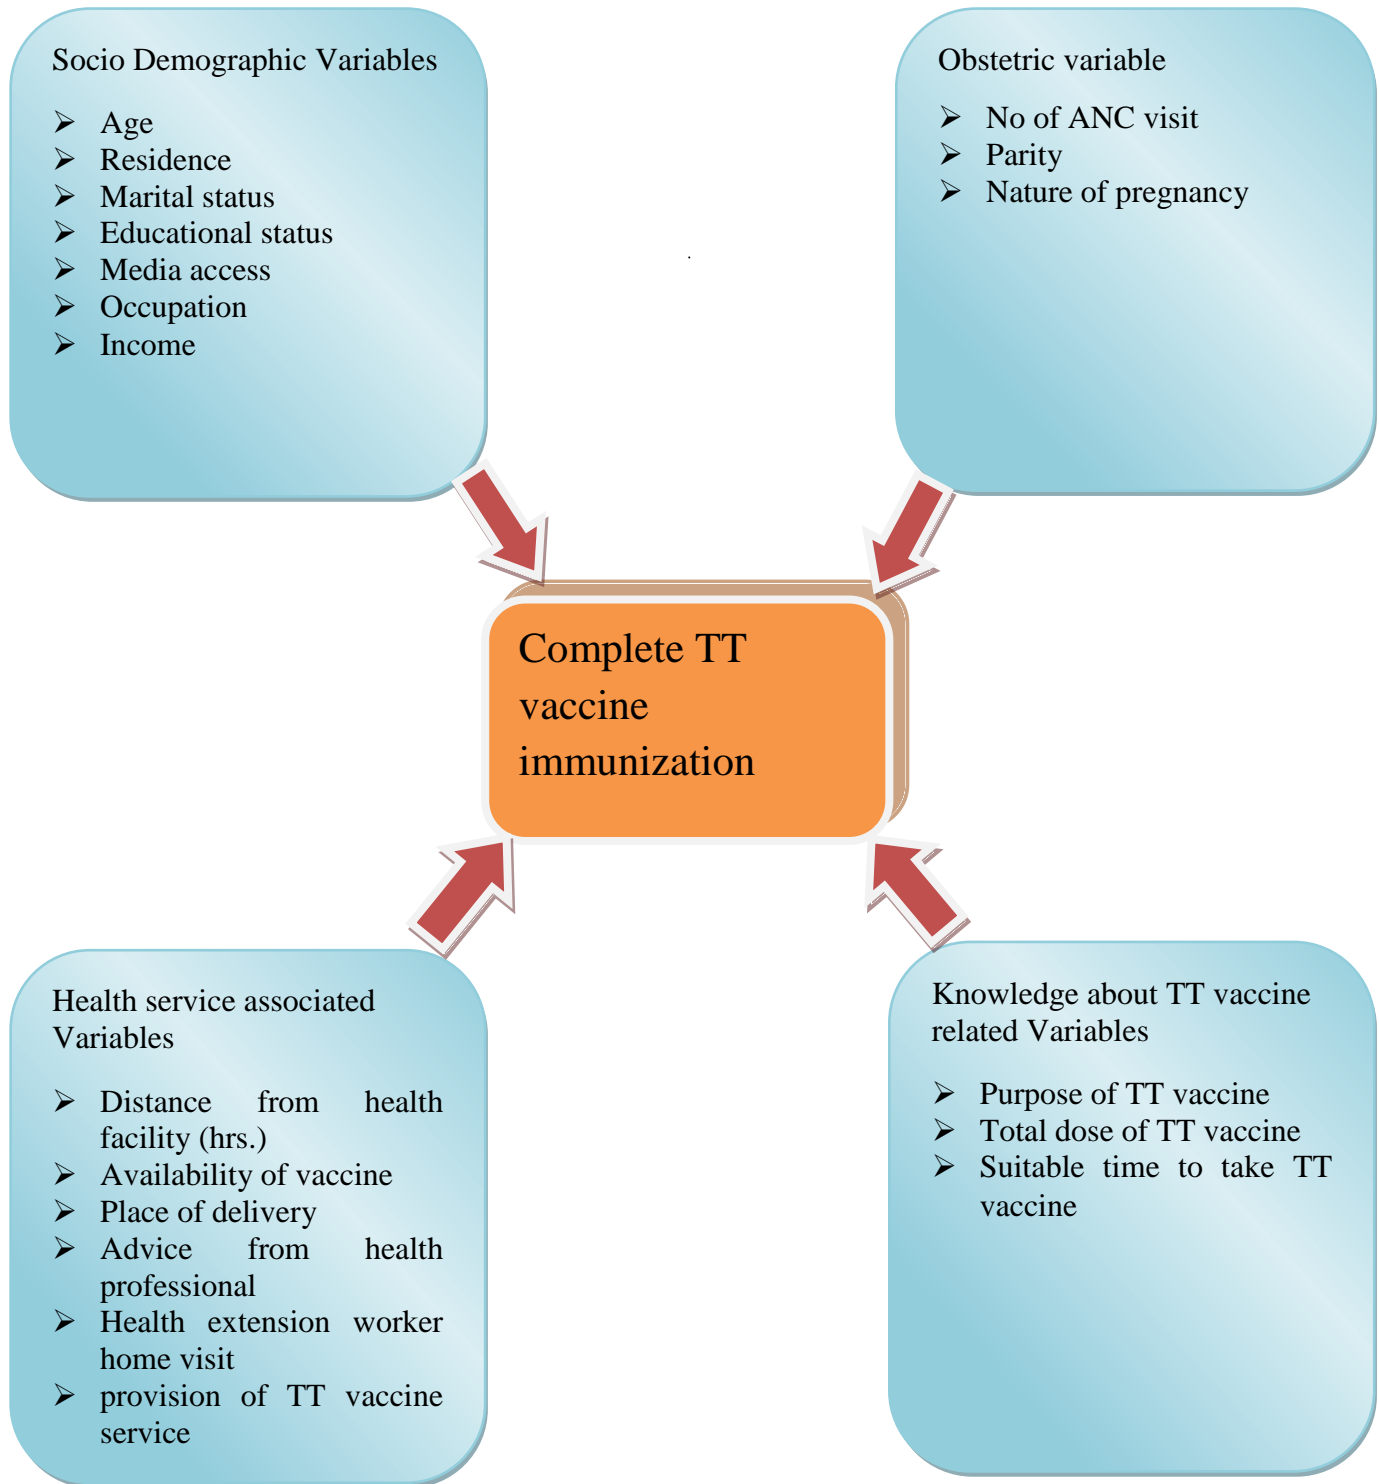 Socio Demographic Variables
➢ Age
➢ Residence
➢ Marital status
➢ Educational status
➢ Media access
➢ Occupation
➢ Income
Obstetric variable
➢ No of ANC visit
➢ Parity
➢ Nature of pregnancy
.
Complete TT
vaccine
immunization
Health service associated
Variables
➢ Distance from health
facility (hrs.)
➢ Availability of vaccine
➢ Place of delivery
➢ Advice from health
professional
➢ Health extension worker
home visit
➢ provision of TT vaccine
service
Knowledge about TT vaccine
related Variables
➢ Purpose of TT vaccine
➢ Total dose of TT vaccine
➢ Suitable time to take TT
vaccine